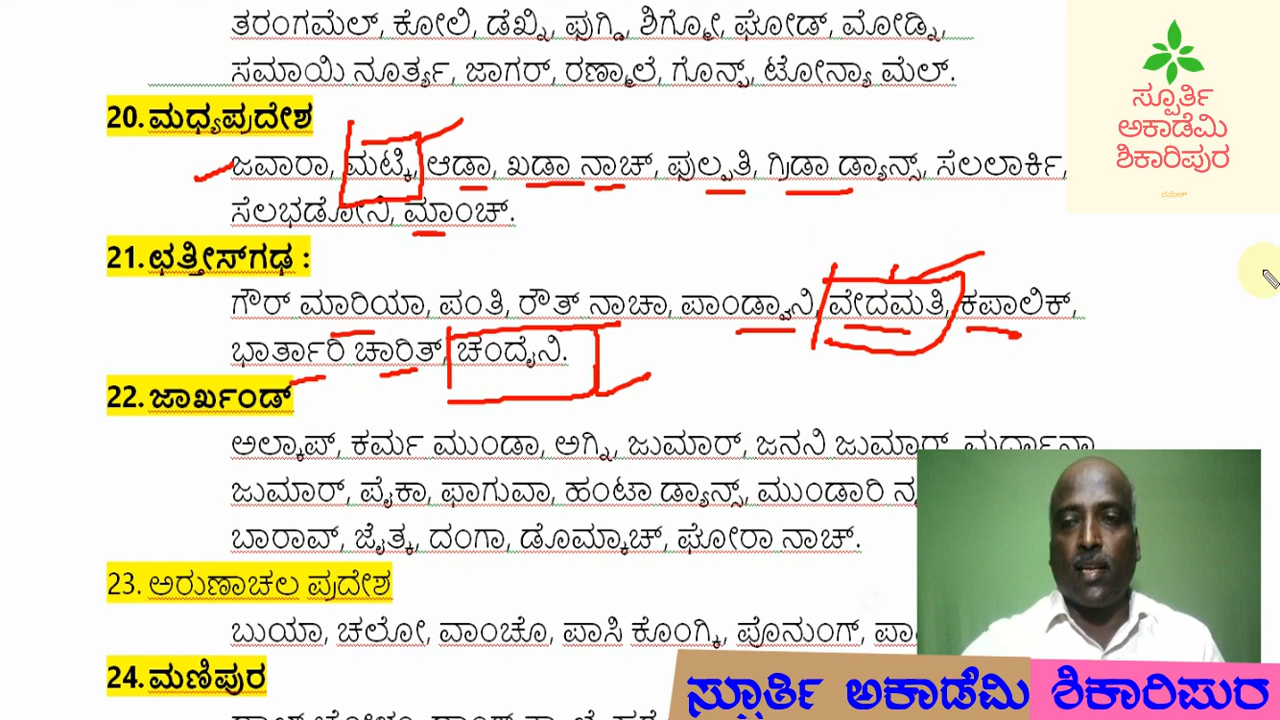 ತರಂಗಮೆಲ್, ಕೋಲಿ, ಡೆಖ್ನಿ, ಫುಗ್ಡಿ, ಶಿಗ್ಮೋ, ಘೋಡ್, ಮೋಡ್ನಿ,
ಸಮಾಯಿ ನೂರ್ತ್ಯ, ಜಾಗರ್, ರಣ್ಮಾಲೆ, ಗೊನ್ಫ್, ಟೋನ್ಯಾ ಮೆಲ್.
20. ಮಧ್ಯಪ್ರದೇಶ
ಜವಾರಾ, ಮಟ್ಕಿ, ಆಡಾ, ಖಡಾ ನಾಚ್, ಫುಲ್ಪತಿ, ಗ್ರಿಡಾ ಡ್ಯಾನ್ಸ್, ಸೆಲಲಾರ್ಕಿ,
ಸೆಲಭಡೋನಿ, ಮಾಂಚ್.
21. ಛತ್ತೀಸ್‌ಗಢ :
ಗೌರ್ ಮಾರಿಯಾ, ಪಂತಿ, ರೌತ್ ನಾಚಾ, ಪಾಂಡ್ವಾನಿ, ವೇದಮತಿ, ಕಪಾಲಿಕ್,
ಭಾರ್ತಾರಿ ಚಾರಿತ್, ಚಂದೈನಿ.
22. ಜಾರ್ಖಂಡ್
ಅಲ್ಕಾಪ್, ಕರ್ಮ ಮುಂಡಾ, ಅಗ್ನಿ, ಜುಮಾರ್, ಜನನಿ ಜುಮಾರ್, ಮರ್ದಾನಾ
ಜುಮಾರ್, ಪೈಕಾ, ಫಾಗುವಾ, ಹಂಟಾ ಡ್ಯಾನ್ಸ್, ಮುಂಡಾರಿ
ಬಾರಾವ್, ಜೈತ್ಕ, ದಂಗಾ, ಡೊಮ್ಕಾಚ್, ಘೋರಾ ನಾಚ್.
23. ಅರುಣಾಚಲ ಪ್ರದೇಶ
ಬುಯಾ, ಚಲೋ, ವಾಂಚೊ, ಪಾಸಿ ಕೊಂಗ್ಕಿ, ಪೊನುಂಗ್,
24. ಮಣಿಪುರ
ಸ್ಪೂರ್ತಿ
ಅಕಾಡೆಮಿ
ಶಿಕಾರಿಪುರ
ಸ್ಪೂರ್ತಿ ಅಕಾಡೆಮಿ ಶಿಕಾರಿಪುರ